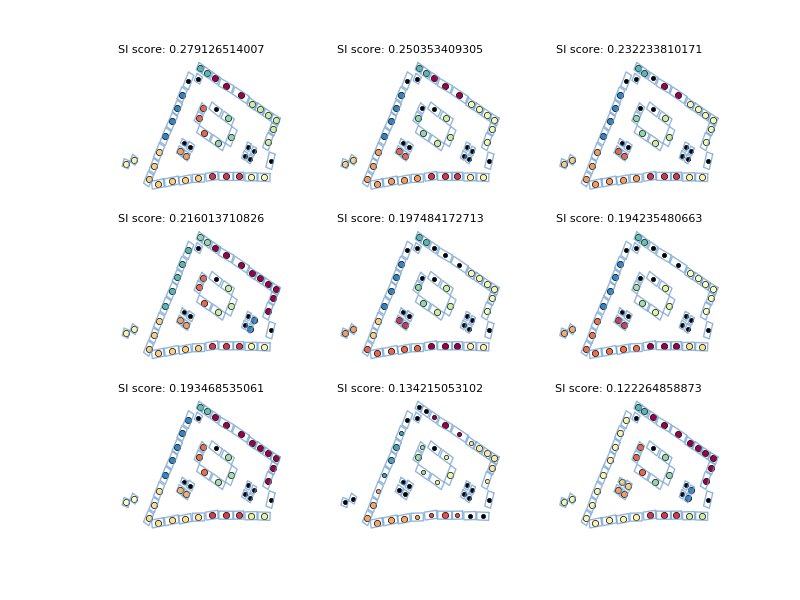 SI score: 0.279126514007
SI score: 0.250353409305
SI score: 0.232233810171
SI score: 0.216013710826
SI score: 0.197484172713
SI score: 0.194235480663
SI score: 0.193468535061
SI score: 0.134215053102
SI score: 0.122264858873